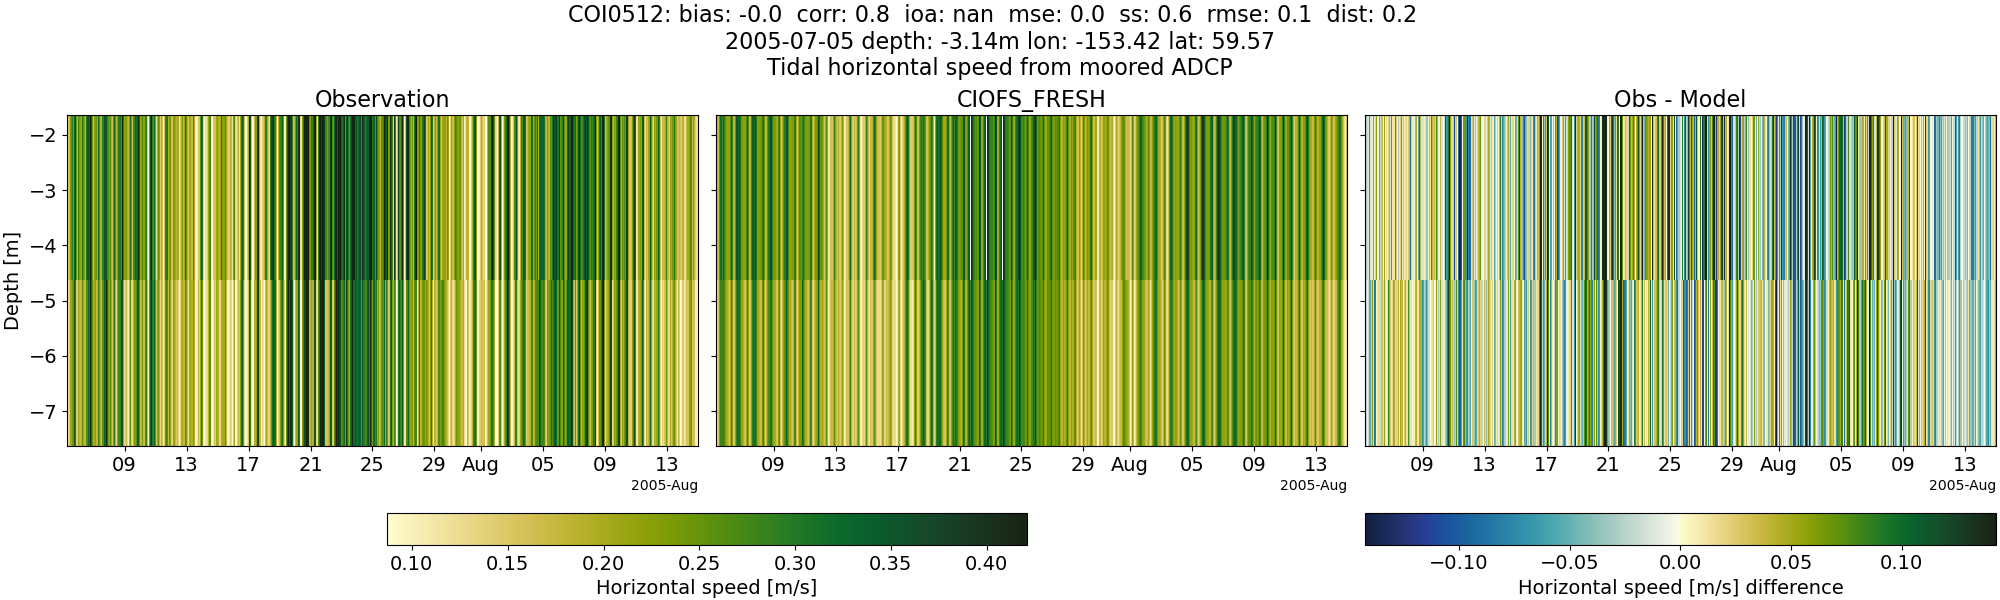 COI0512: bias: -0.0  corr: 0.8  ioa: nan  mse: 0.0  ss: 0.6  rmse: 0.1  dist: 0.2
2005-07-05 depth: -3.14m lon: -153.42 lat: 59.57
Tidal horizontal speed from moored ADCP
Observation
CIOFS_FRESH
Obs - Model
Depth [m]
−2
−3
−4
−5
−6
−7
09 13 17 21 25 29 Aug 05 09 13
2005-Aug
09 13 17 21 25 29 Aug 05 09 13
2005-Aug
09 13 17 21 25 29 Aug 05 09 13
2005-Aug
0.10 0.15 0.20 0.25 0.30 0.35 0.40
Horizontal speed [m/s]
−0.10 −0.05 0.00 0.05 0.10
Horizontal speed [m/s] difference